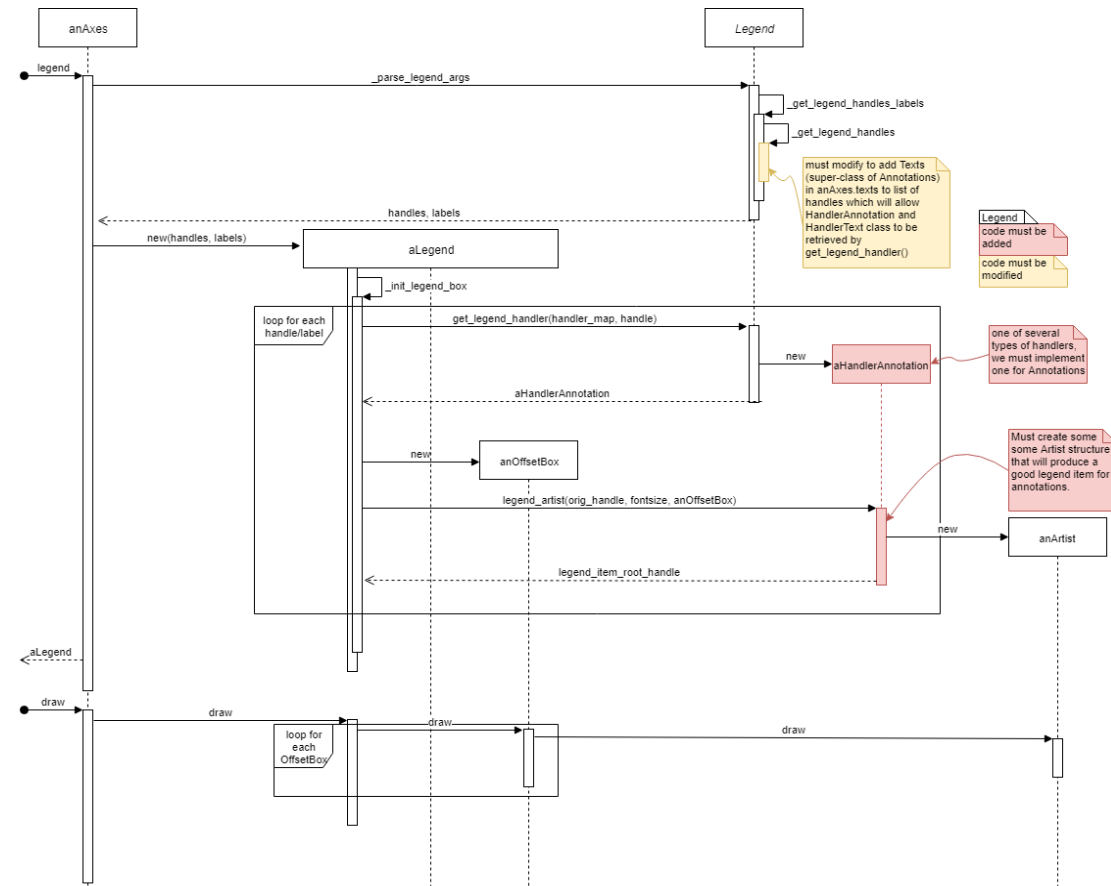 anAxes
Legend
legend
_parse_legend_args
_get_legend_handles_labels
_get_legend_handles
must modify to add Texts
(super-class of Annotations)
in anAxes.texts to list of
handles which will allow
HandlerAnnotation and
HandlerText class to be
retrieved by
get_legend_handler()
Legend
code must be
added
code must be
modified
handles, labels
new(handles, labels)
aLegend
_init_legend_box
loop for each
handle/label
get_legend_handler(handler_map, handle)
one of several
types of handlers,
we must implement
one for Annotations
new
aHandlerAnnotation
aHandlerAnnotation
Must create some
some Artist structure
that will produce a
good legend item for
annotations.
new
anOffsetBox
legend_artist(orig_handle, fontsize, anOffsetBox)
new
anArtist
legend_item_root_handle
aLegend
draw
draw
draw
draw
loop for
each
OffsetBox